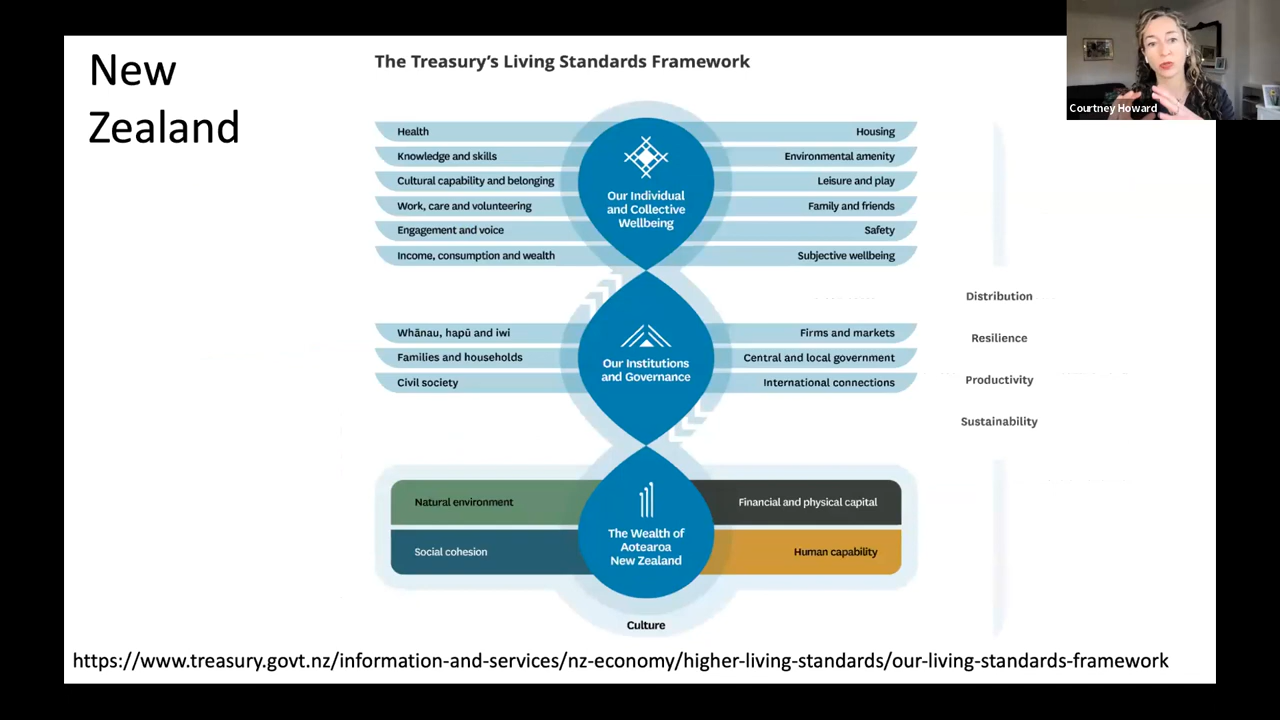 New
Zealand
The Treasury's Living Standards Framework
Courtney Howard
Health
Knowledge and skills
Cultural capability and belonging
Work, care and volunteering
Engagement and voice
Income, consumption and wealth
Our Individual
and Collective
Wellbeing
Housing
Environmental amenity
Leisure and play
Family and friends
Safety
Subjective wellbeing
Whānau, hapū and iwi
Families and households
Civil society
Our Institutions
and Governance
Firms and markets
Central and local government
International connections
Distribution
Resilience
Productivity
Sustainability
Natural environment
Social cohesion
The Wealth of
Aotearoa
New Zealand
Financial and physical capital
Human capability
Culture
https://www.treasury.govt.nz/information-and-services/nz-economy/higher-living-standards/our-living-standards-framework